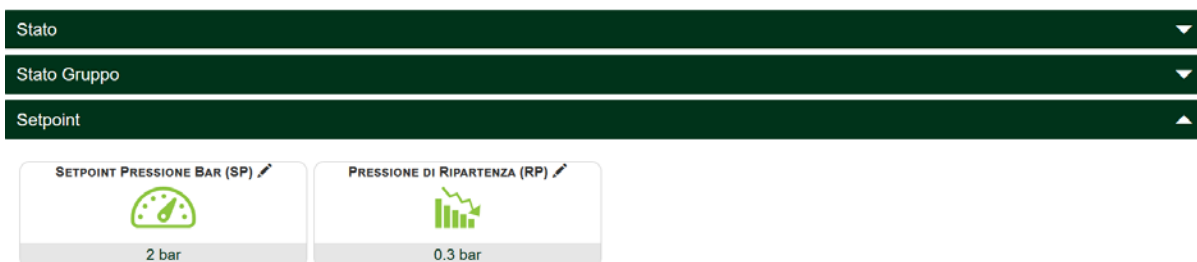 Stato
Stato Gruppo
Setpoint
SETPOINT PRESSIONE BAR (SP)
PRESSIONE DI RIPARTENZA (RP)
2 bar
0.3 bar